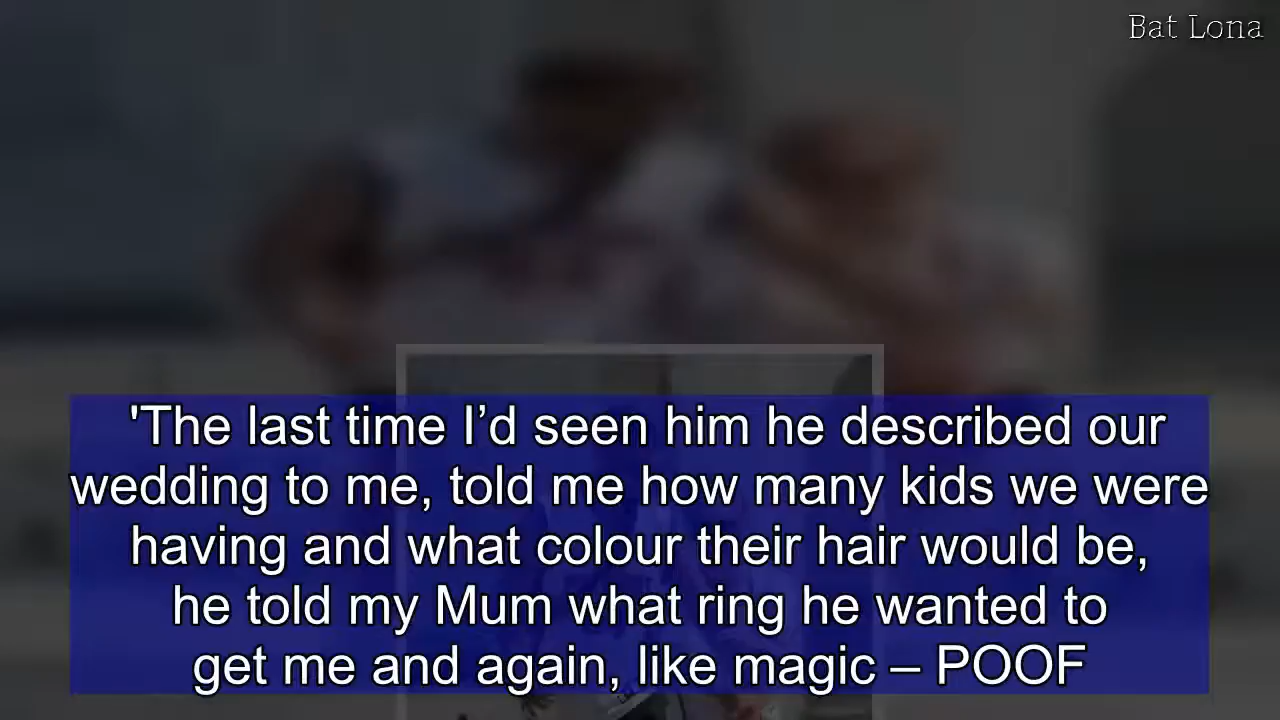 Bat Lona
'The last time I’d seen him he described our
wedding to me, told me how many kids we were
having and what colour their hair would be,
he told my Mum what ring he wanted to
get me and again, like magic – POOF